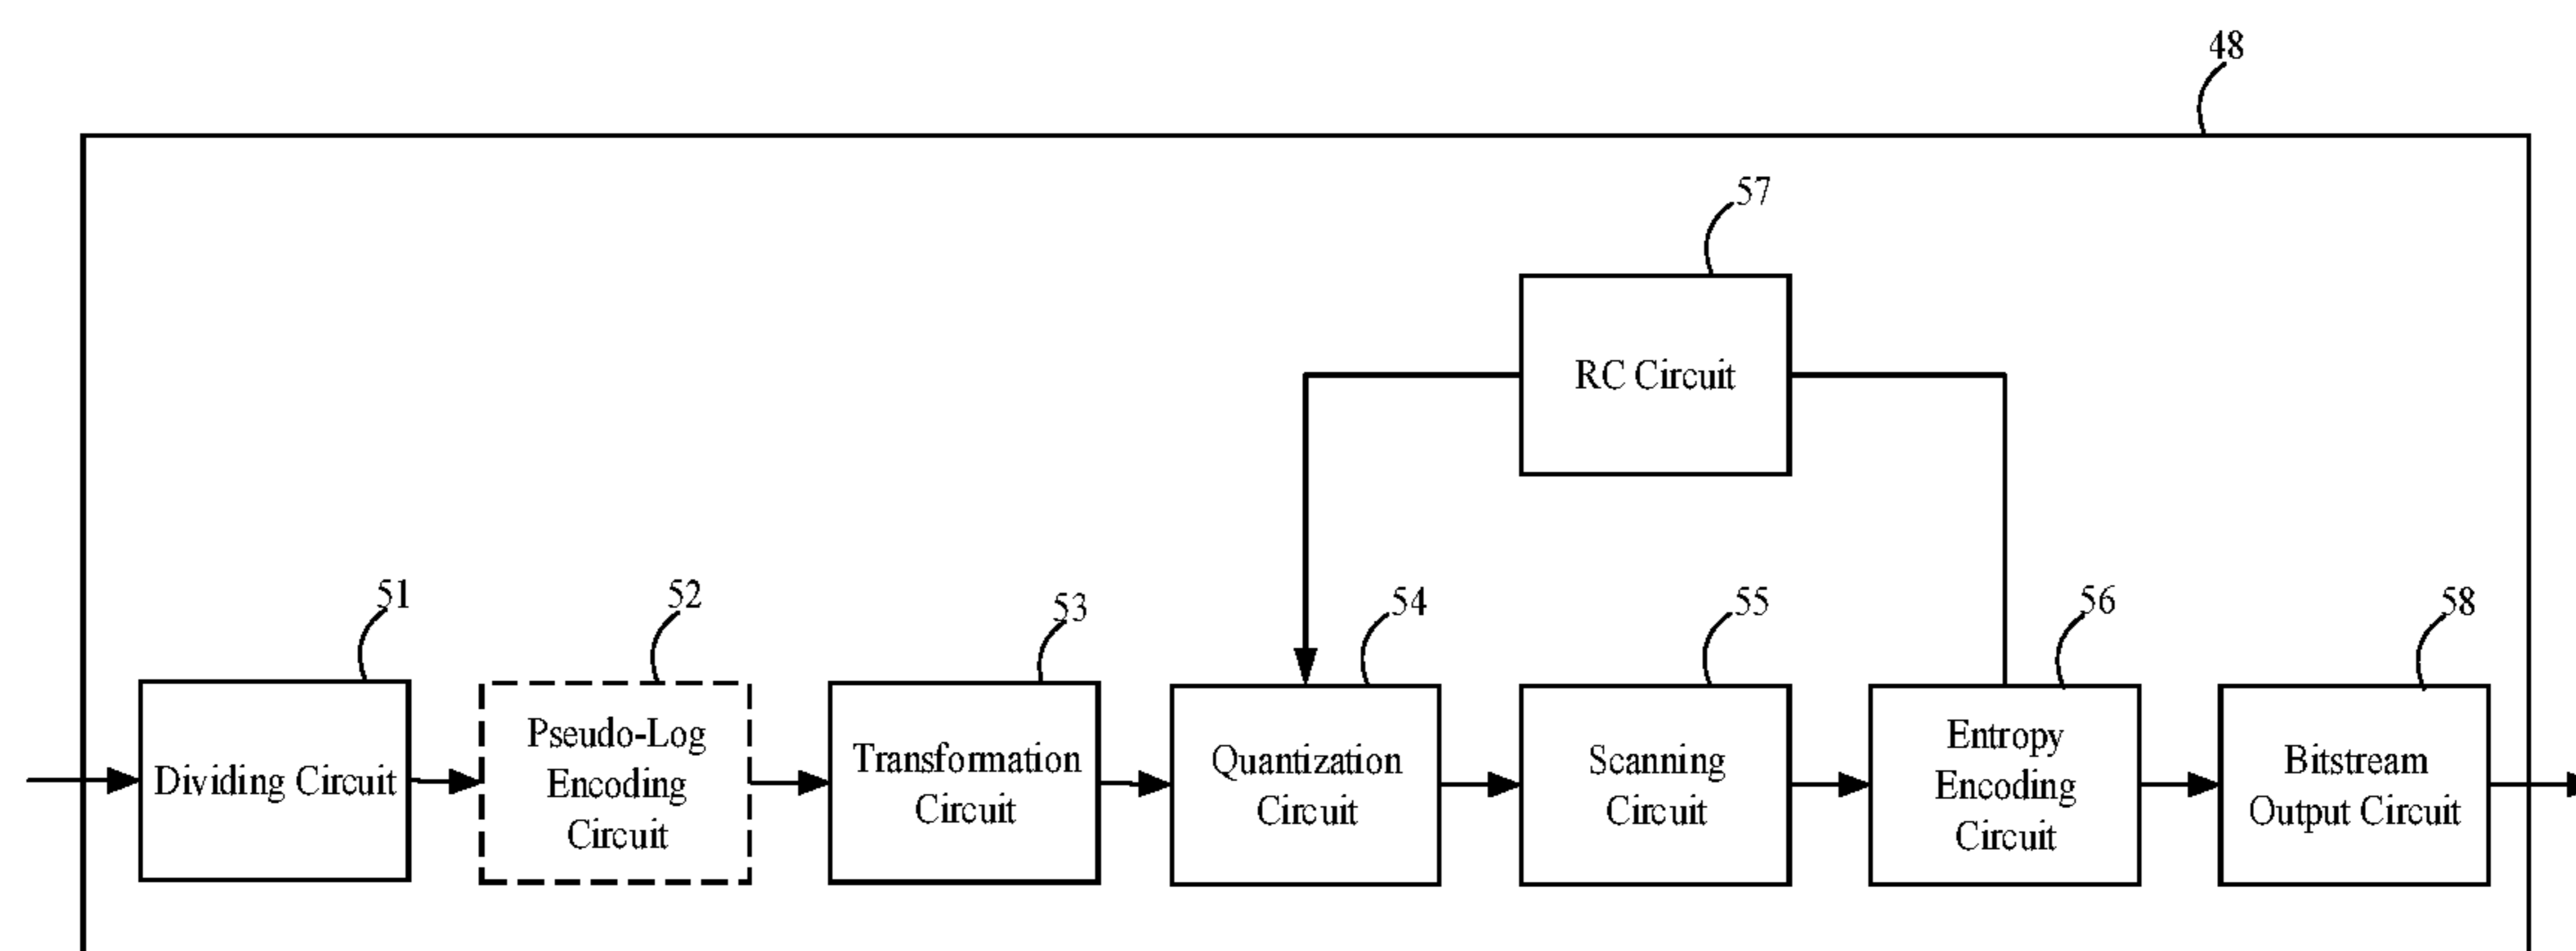 48
57
RC Circuit
51
52
53
54
55
56
58
Dividing Circuit
Pseudo-Log
Encoding
Circuit
Transformation
Circuit
Quantization
Circuit
Scanning
Circuit
Entropy
Encoding
Circuit
Bitstream
Output Circuit